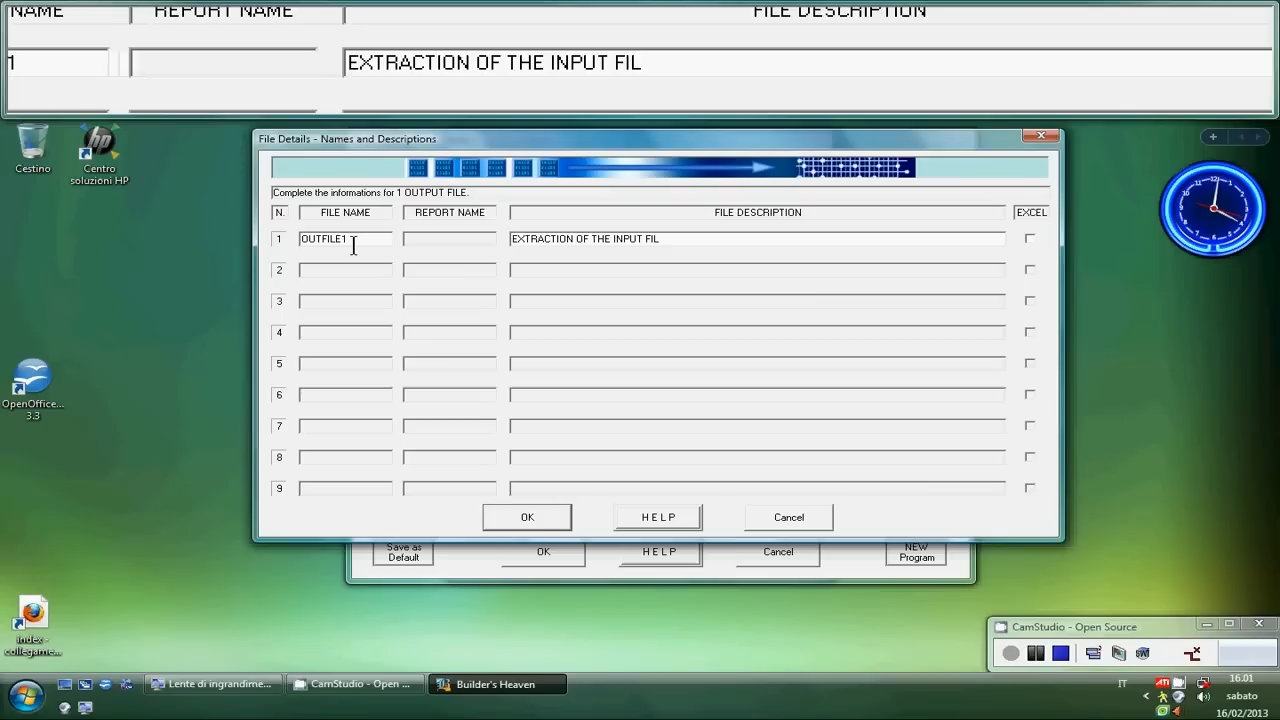 NAME REPORT NAME FILE DESCRIPTION
1 EXTRACTION OF THE INPUT FIL
Cestino
Centro
soluzioni HP
12
File Details - Names and Descriptions
Complete the informations for 1 OUTPUT FILE.
N. FILE NAME REPORT NAME FILE DESCRIPTION EXCEL
1 OUTFILE1 EXTRACTION OF THE INPUT FIL
2
3
4
5
6
7
8
9
OK HELP Cancel
Save as
Default
OK HELP Cancel
NEW
Program
OpenOffice...
3.3
index -
collegame...
CamStudio - Open Source
Lente di ingrandime...
CamStudio - Open ...
Builder's Heaven
IT
ATI
16.01
sabato
16/02/2013